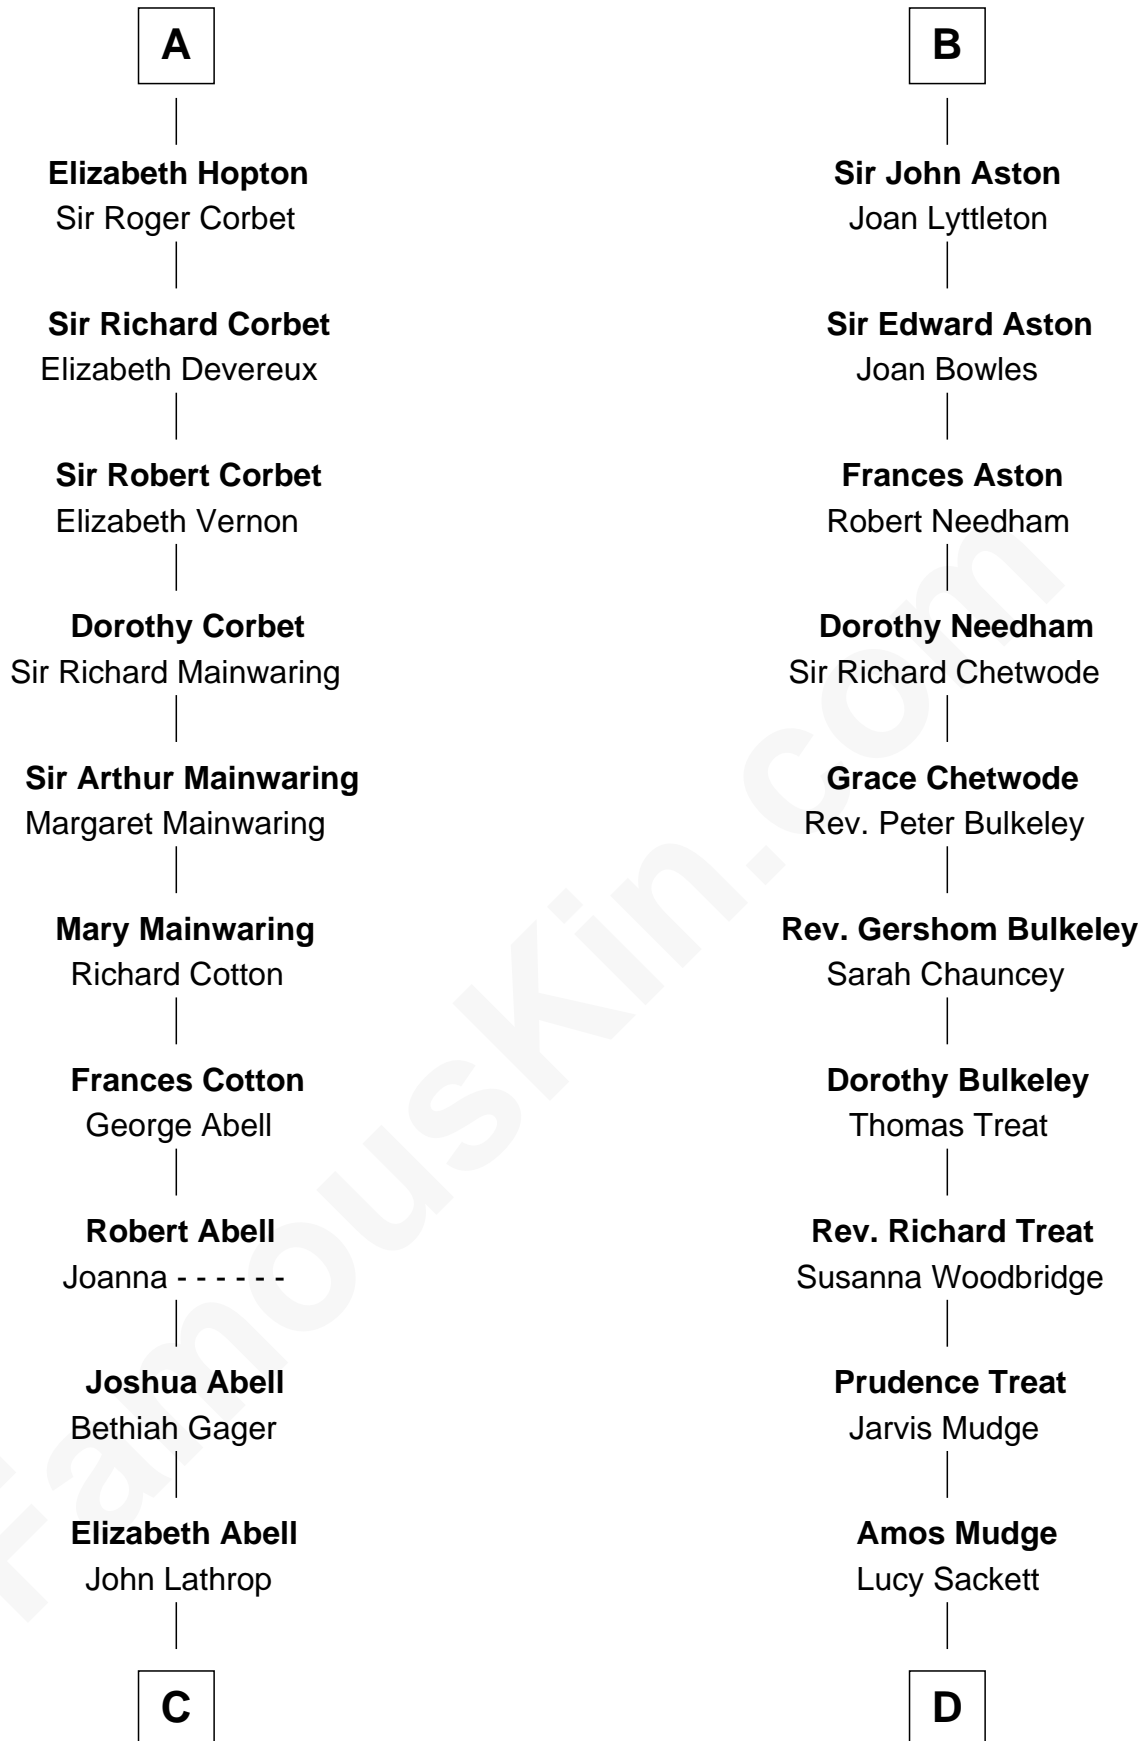 A
Elizabeth Hopton
Sir Roger Corbet
Sir Richard Corbet
Elizabeth Devereux
Sir Robert Corbet
Elizabeth Vernon
Dorothy Corbet
Sir Richard Mainwaring
Sir Arthur Mainwaring
Margaret Mainwaring
Mary Mainwaring
Richard Cotton
Frances Cotton
George Abell
Robert Abell
Joanna - - - - - -
Joshua Abell
Bethiah Gager
Elizabeth Abell
John Lathrop
C
B
Sir John Aston
Joan Lyttleton
Sir Edward Aston
Joan Bowles
Frances Aston
Robert Needham
Dorothy Needham
Sir Richard Chetwode
Grace Chetwode
Rev. Peter Bulkeley
Rev. Gershom Bulkeley
Sarah Chauncey
Dorothy Bulkeley
Thomas Treat
Rev. Richard Treat
Susanna Woodbridge
Prudence Treat
Jarvis Mudge
Amos Mudge
Lucy Sackett
D
FamousKin.com